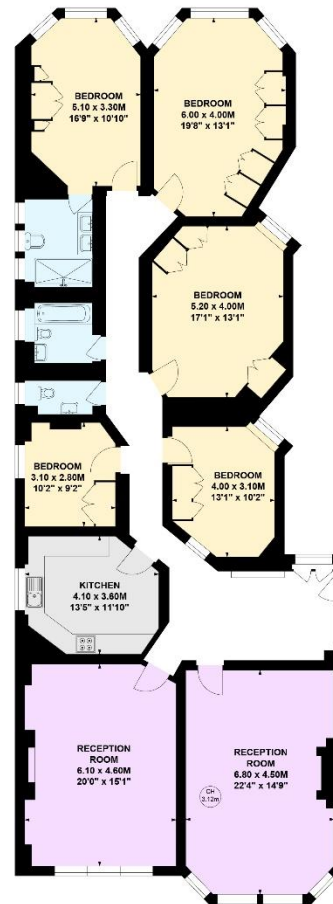 BEDROOM
5.10 x 3.30M
16'9" x 10'10"
BEDROOM
6.00 x 4.00M
19'8" x 13'1"
BEDROOM
5.20 x 4.00M
17'1" x 13'1"
BEDROOM
3.10 x 2.80M
10'2" x 9'2"
BEDROOM
4.00 x 3.10M
13'1" x 10'2"
KITCHEN
4.10 x 3.60M
13'5" x 11'10"
RECEPTION
ROOM
6.10 x 4.60M
20'0" x 15'1"
RECEPTION
ROOM
6.80 x 4.50M
22'4" x 14'9"
CH
3.12m